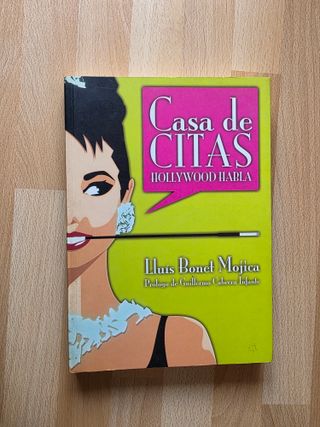 Casa de
CITAS
HOLLYWOOD HABLA
Lluís Bonet Mojica
Prólogo de Guillermo Cabrera Infante